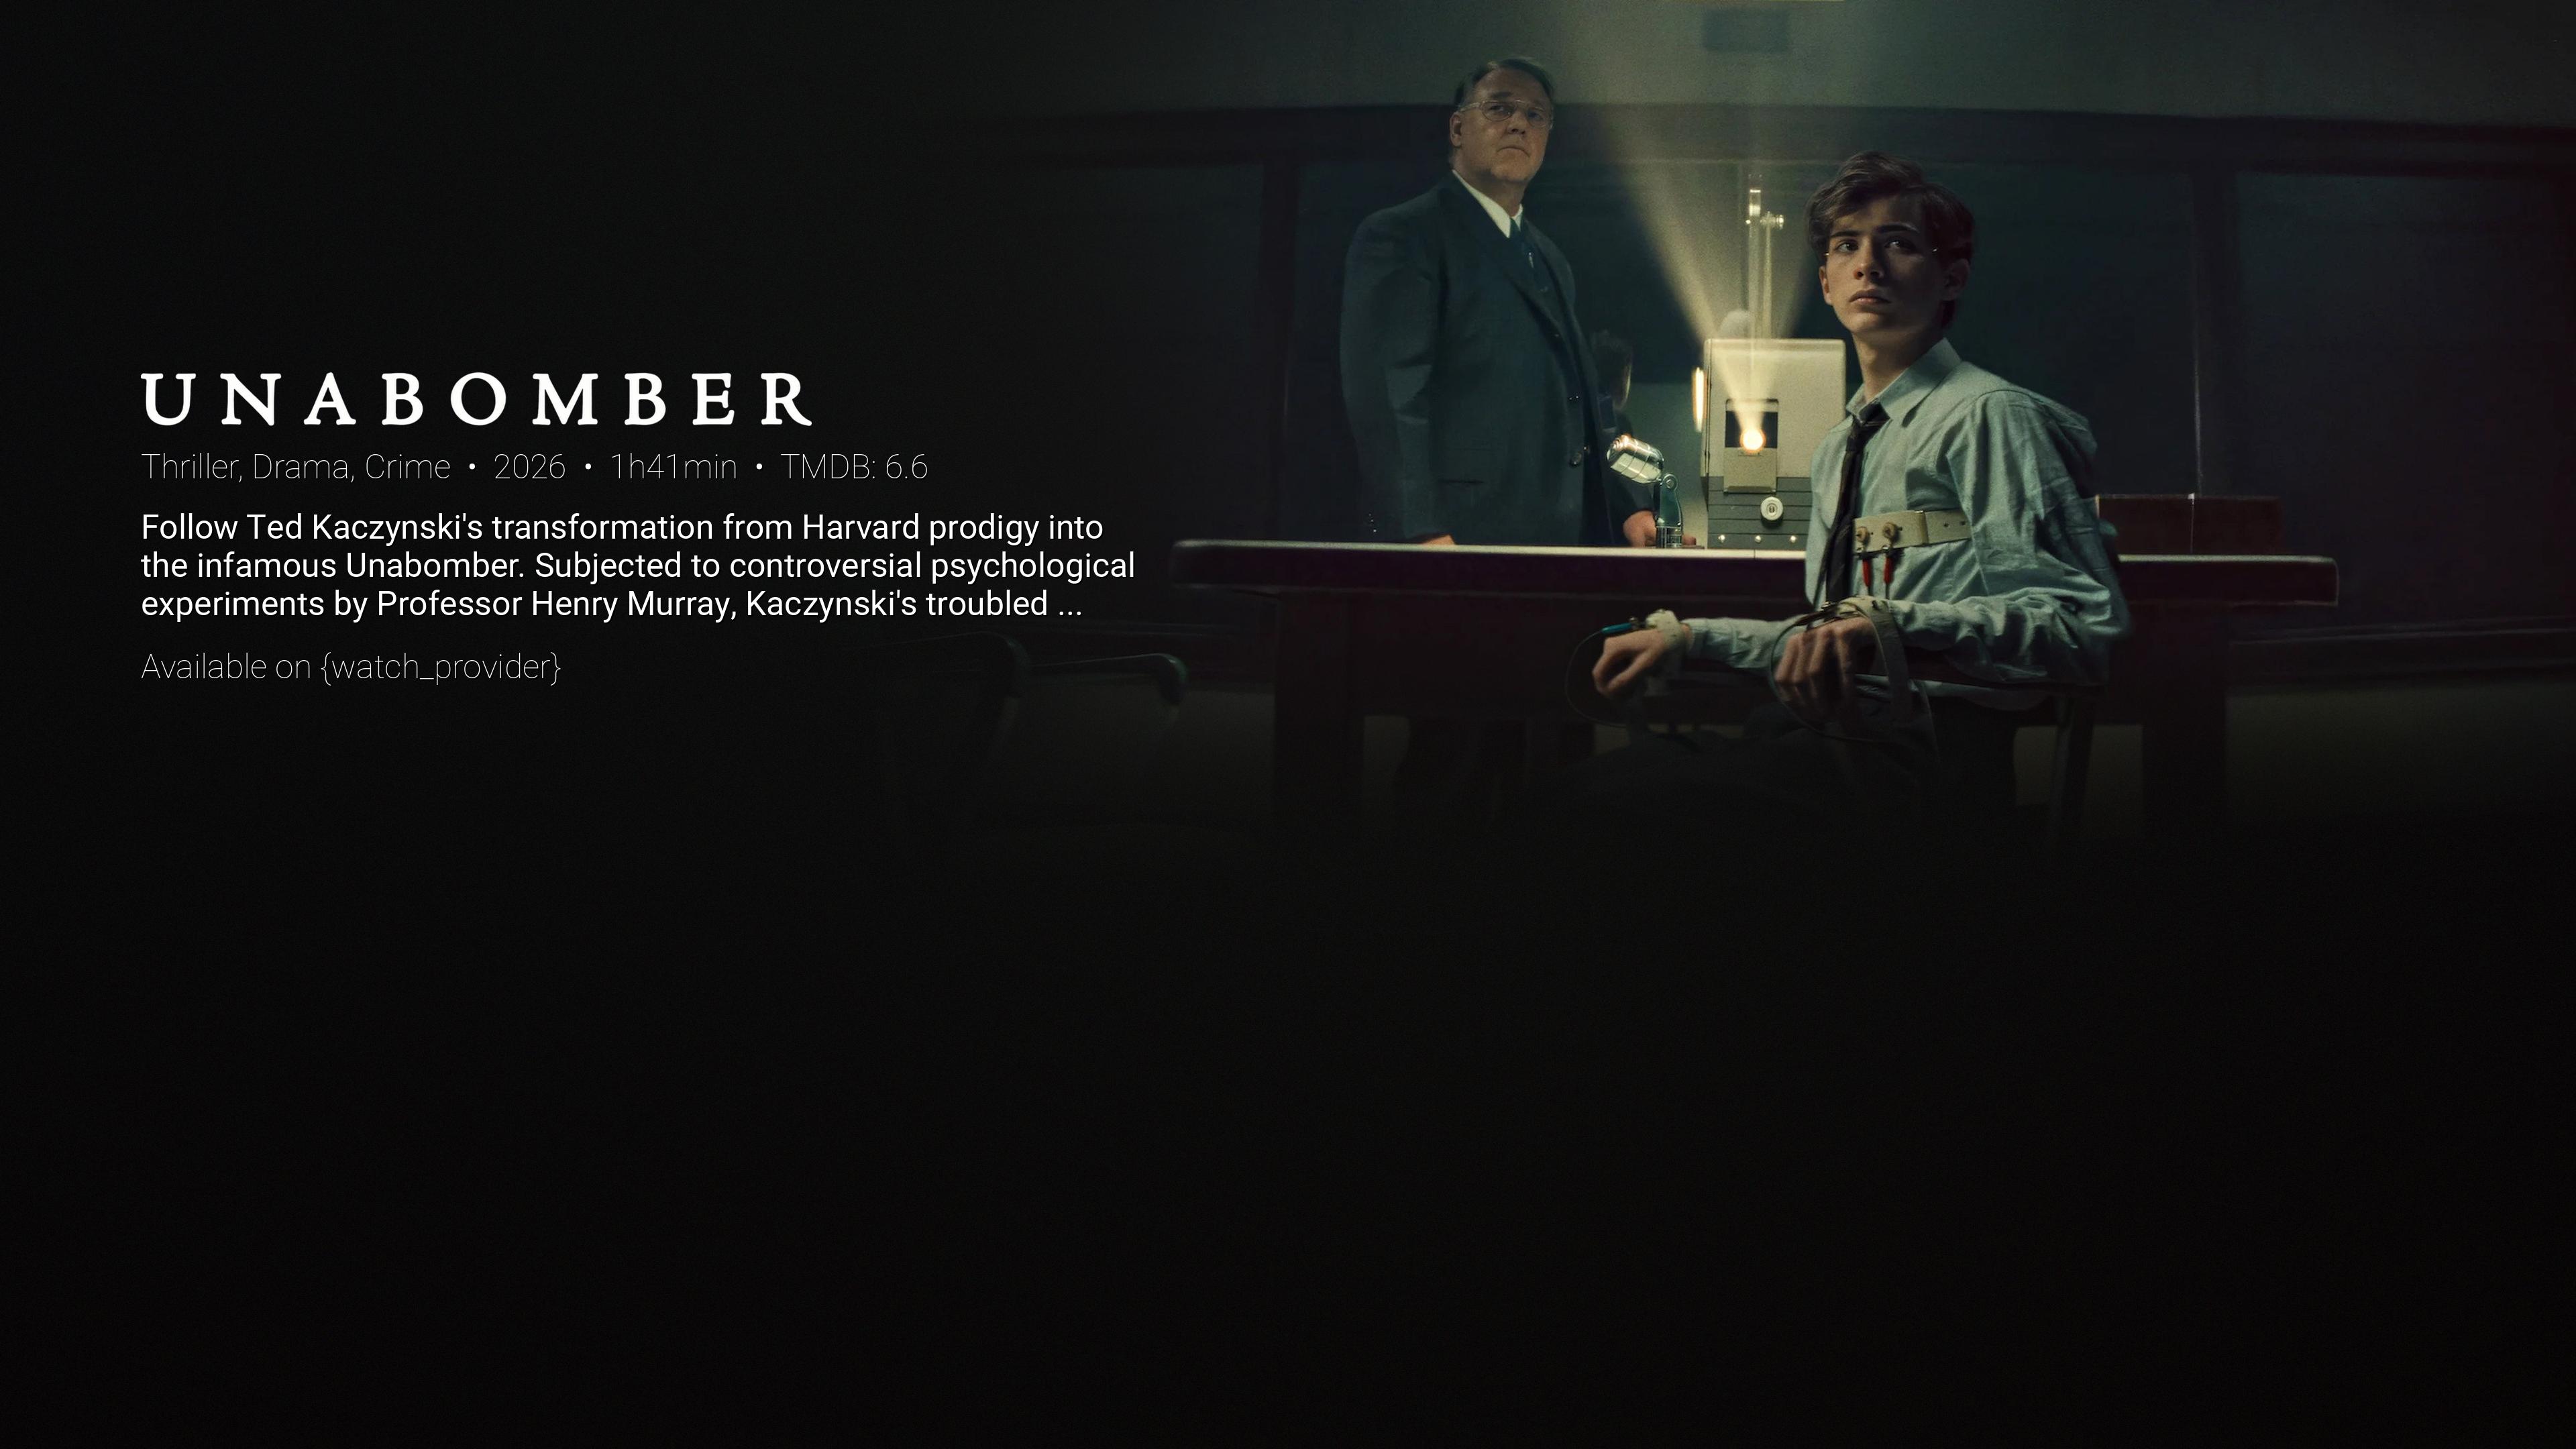 UNABOMBER
Thriller, Drama, Crime • 2026 • 1h41min • TMDB: 6.6
Follow Ted Kaczynski's transformation from Harvard prodigy into
the infamous Unabomber. Subjected to controversial psychological
experiments by Professor Henry Murray, Kaczynski's troubled ...
Available on {watch_provider}